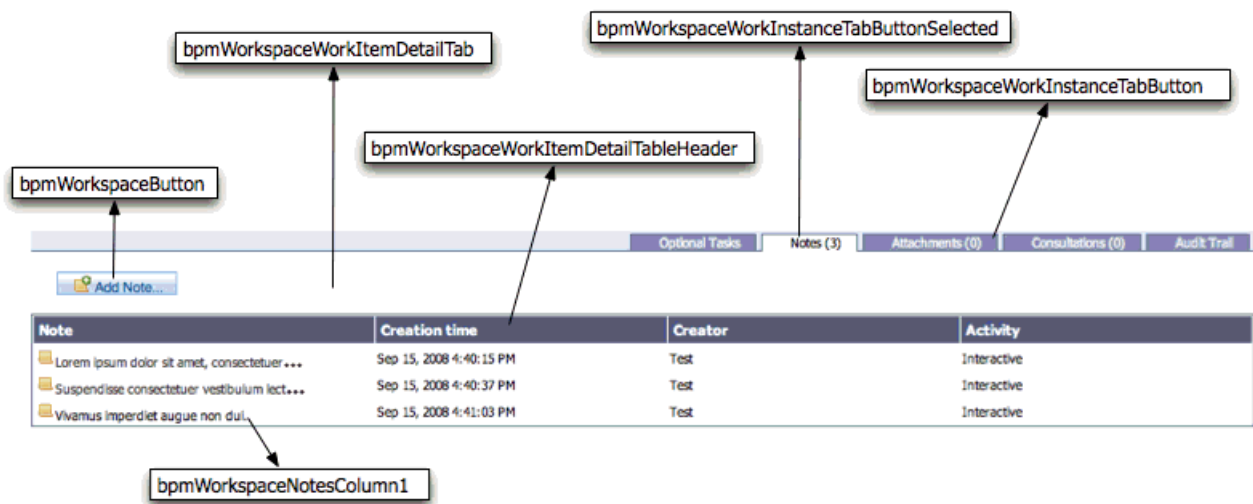 bpmWorkspaceWorkInstanceTabButtonSelected
bpmWorkspaceWorkItemDetailTab
bpmWorkspaceWorkInstanceTabButton
bpmWorkspaceWorkItemDetailTableHeader
bpmWorkspaceButton
Optional Tasks Notes (3) Attachments (0) Consultations (0) Audit Trail
Add Note...
Note Creation time Creator Activity
Lorem ipsum dolor sit amet, consectetuer... Sep 15, 2008 4:40:15 PM Test Interactive
Suspendisse consectetuer vestibulum lect... Sep 15, 2008 4:40:37 PM Test Interactive
Vivamus imperdiet augue non dui. Sep 15, 2008 4:41:03 PM Test Interactive
bpmWorkspaceNotesColumn1